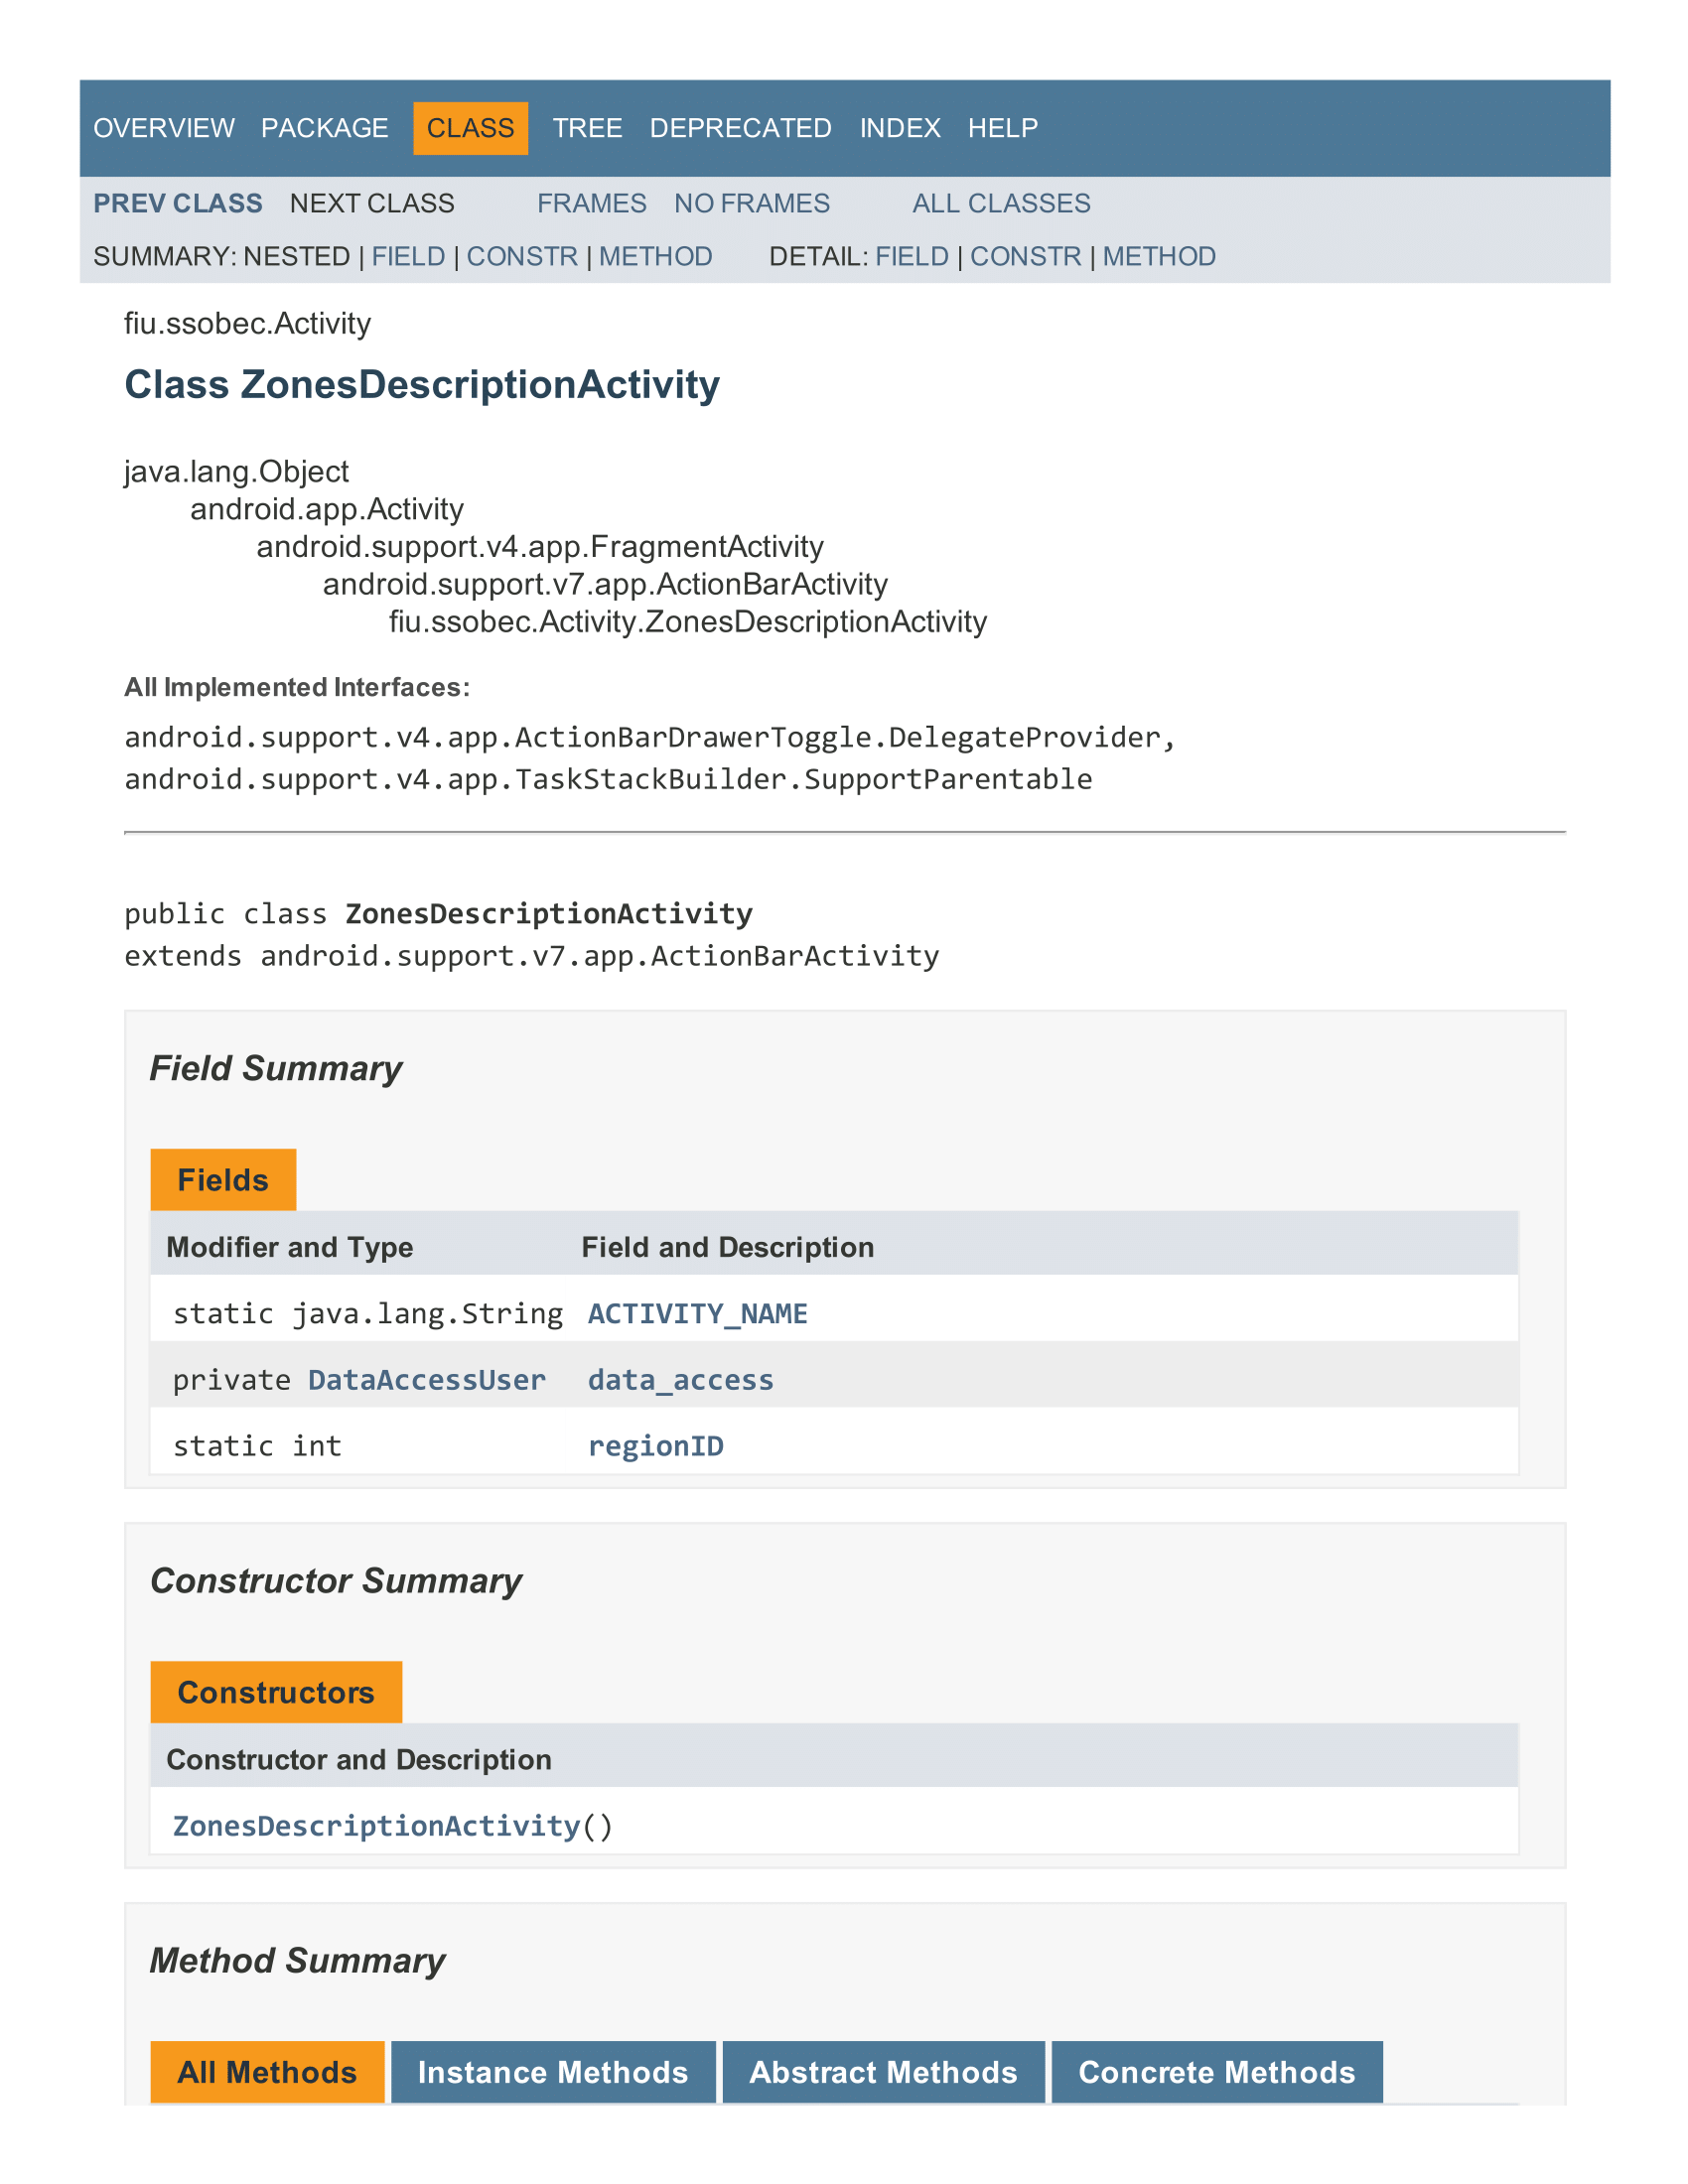 OVERVIEW PACKAGE CLASS TREE DEPRECATED INDEX HELP
PREV CLASS NEXT CLASS FRAMES NO FRAMES ALL CLASSES
SUMMARY: NESTED | FIELD | CONSTR | METHOD DETAIL: FIELD | CONSTR | METHOD
fiu.ssobec.Activity
Class ZonesDescriptionActivity
java.lang.Object
android.app.Activity
android.support.v4.app.FragmentActivity
android.support.v7.app.ActionBarActivity
fiu.ssobec.Activity.ZonesDescriptionActivity
All Implemented Interfaces:
android.support.v4.app.ActionBarDrawerToggle.DelegateProvider,
android.support.v4.app.TaskStackBuilder.SupportParentable
public class ZonesDescriptionActivity
extends android.support.v7.app.ActionBarActivity
Field Summary
Fields
Modifier and Type Field and Description
static java.lang.String ACTIVITY_NAME
private DataAccessUser data_access
static int regionID
Constructor Summary
Constructors
Constructor and Description
ZonesDescriptionActivity()
Method Summary
All Methods Instance Methods Abstract Methods Concrete Methods